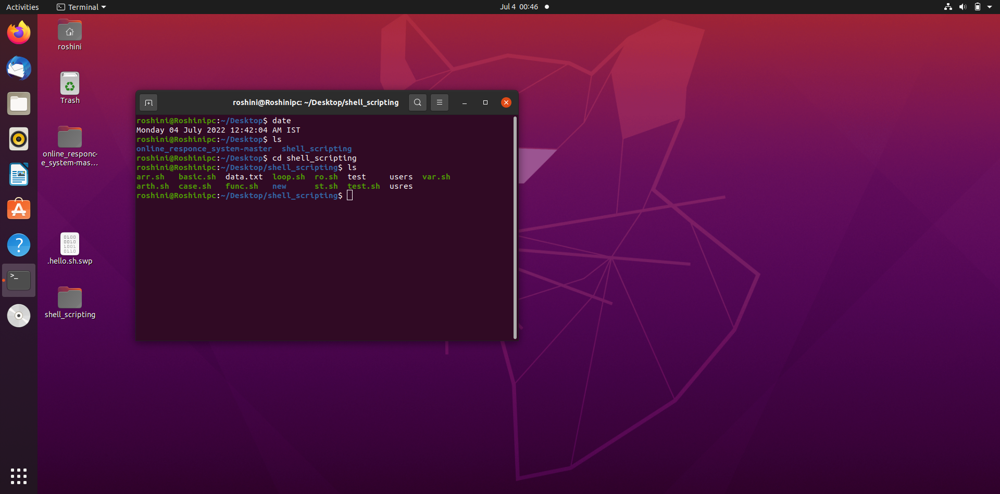 Activities
Terminal
Jul 4 00:46
roshini
Trash
online_responc-
e_system-mas...
0100
0010
1001
0110
.hello.sh.swp
>_
shell_scripting
roshini@Roshinipc: ~/Desktop/shell_scripting
roshini@Roshinipc:~/Desktop$ date
Monday 04 July 2022 12:42:04 AM IST
roshini@Roshinipc:~/Desktop$ ls
online_responce_system-master  shell_scripting
roshini@Roshinipc:~/Desktop$ cd shell_scripting
roshini@Roshinipc:~/Desktop/shell_scripting$ ls
arr.sh   basic.sh  data.txt  loop.sh  ro.sh  test     users  var.sh
arth.sh  case.sh   func.sh   new      st.sh  test.sh  usres
roshini@Roshinipc:~/Desktop/shell_scripting$